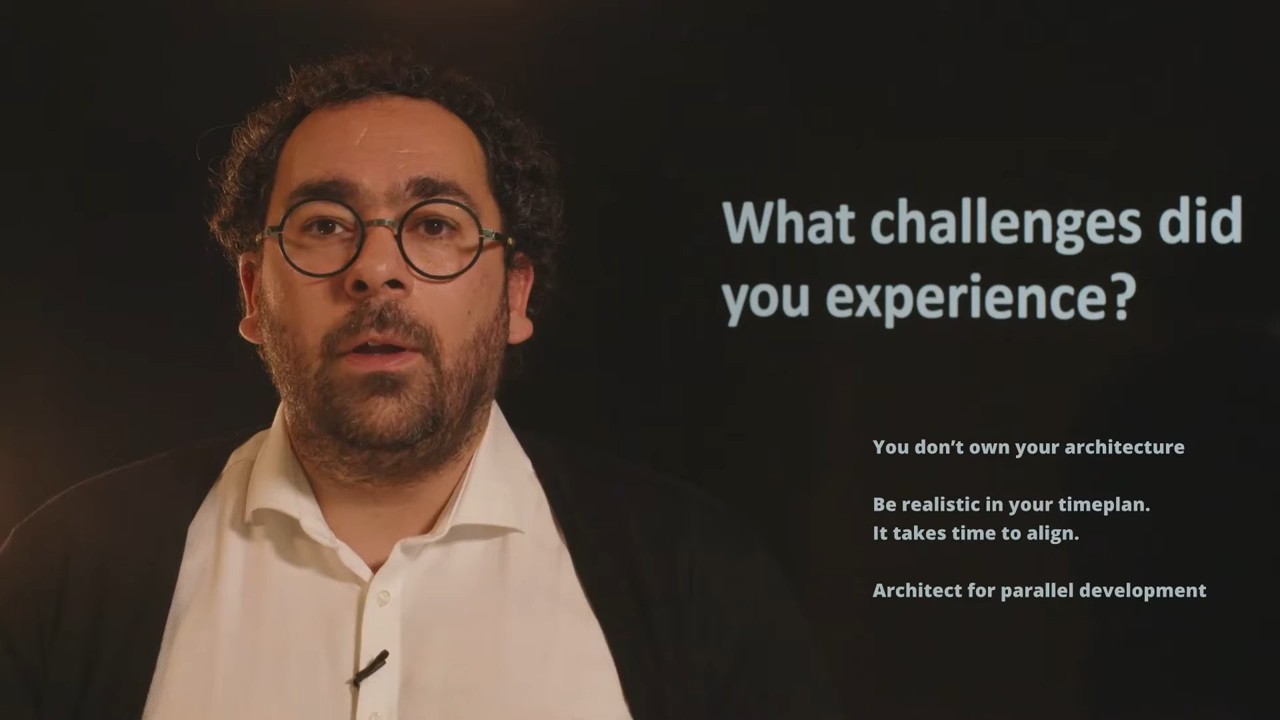 What challenges did
you experience?
You don’t own your architecture
Be realistic in your timeplan.
It takes time to align.
Architect for parallel development